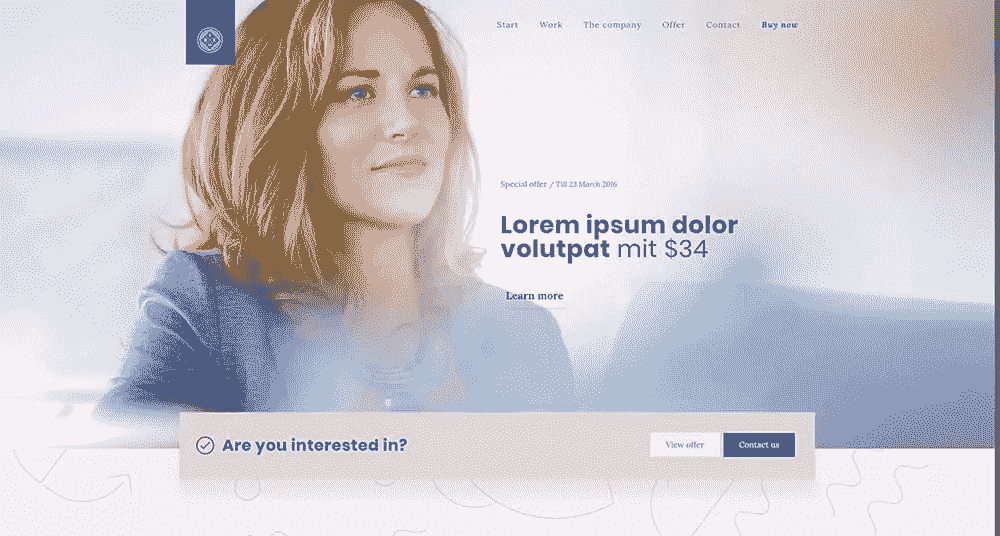 Start Work The company Offer Contact Buy now
Special offer / Till 23 March 2016
Lorem ipsum dolor
volutpat mit $34
Learn more
Are you interested in?
View offer
Contact us